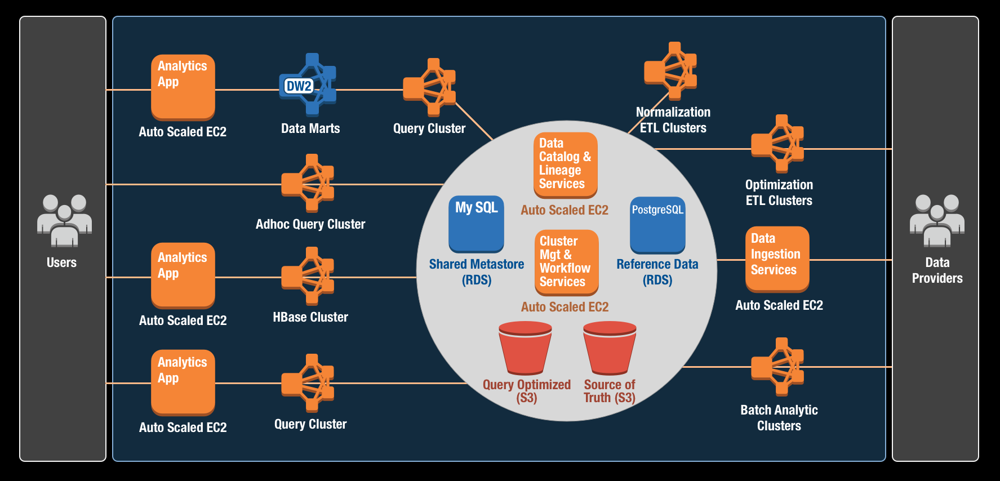 Users
Analytics
App
Auto Scaled EC2
DW2
Data Marts
Query Cluster
Adhoc Query Cluster
Analytics
App
Auto Scaled EC2
HBase Cluster
Analytics
App
Auto Scaled EC2
Query Cluster
Data
Catalog &
Lineage
Services
Auto Scaled EC2
My SQL
Shared Metastore
(RDS)
Cluster
Mgt &
Workflow
Services
Auto Scaled EC2
PostgreSQL
Reference Data
(RDS)
Query Optimized
(S3)
Source of
Truth (S3)
Normalization
ETL Clusters
Optimization
ETL Clusters
Data
Ingestion
Services
Auto Scaled EC2
Batch Analytic
Clusters
Data
Providers